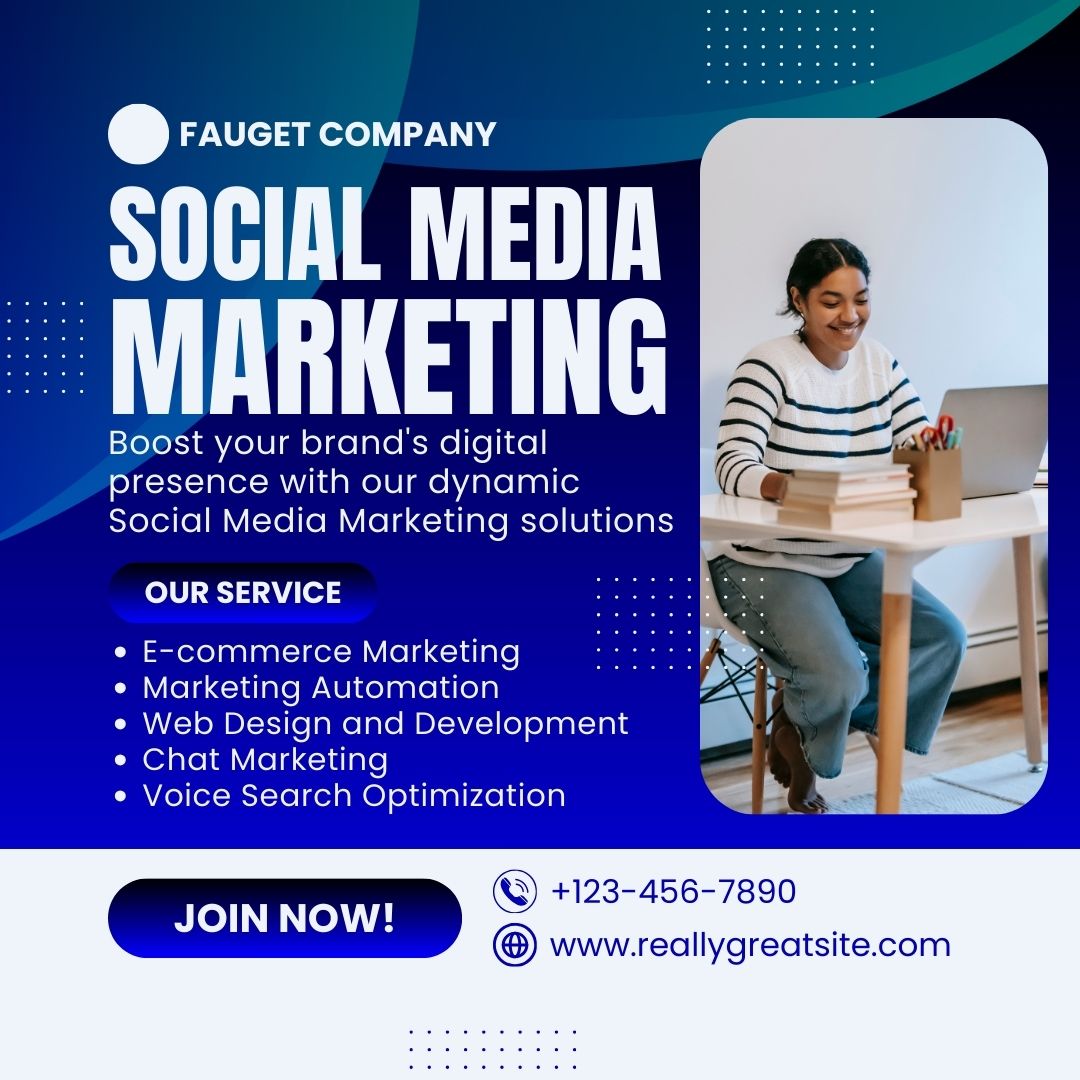 FAUGET COMPANY
SOCIAL MEDIA
MARKETING
Boost your brand's digital
presence with our dynamic
Social Media Marketing solutions
OUR SERVICE
• E-commerce Marketing
• Marketing Automation
• Web Design and Development
• Chat Marketing
• Voice Search Optimization
JOIN NOW!
+123-456-7890
www.reallygreatsite.com